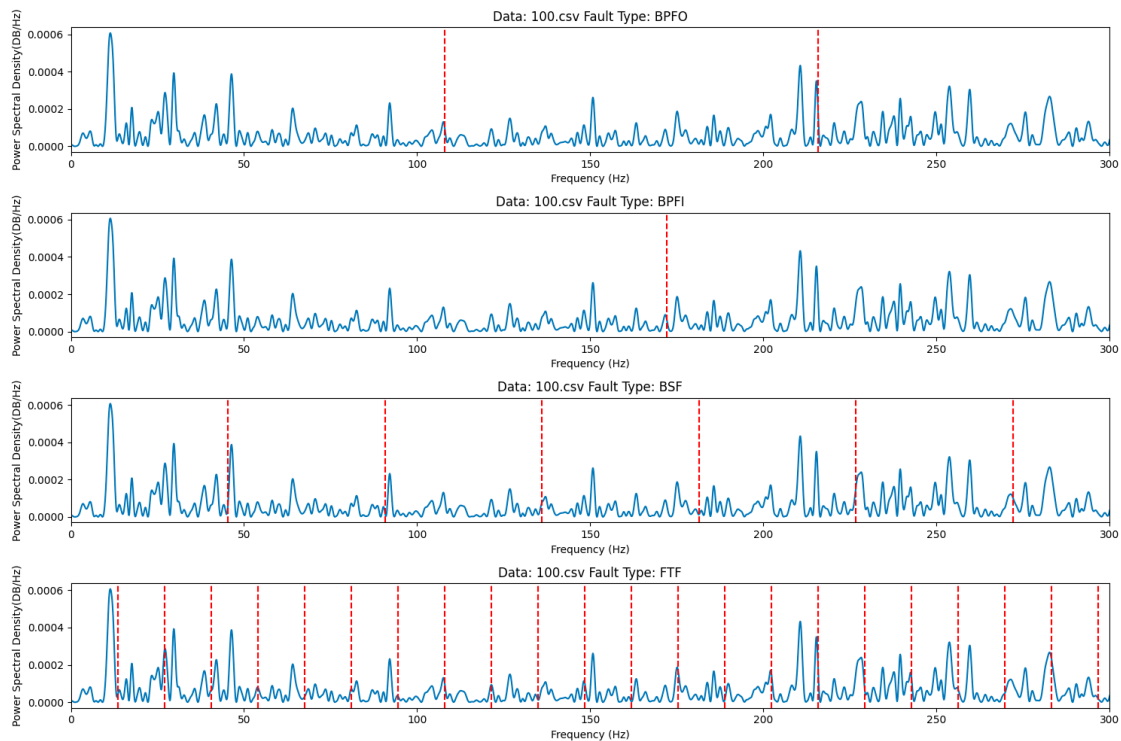 Data: 100.csv Fault Type: BPFO
Power Spectral Density(DB/Hz)
0.0006
0.0004
0.0002
0.0000
0 50 100 150 200 250 300
Frequency (Hz)
Data: 100.csv Fault Type: BPFI
Power Spectral Density(DB/Hz)
0.0006
0.0004
0.0002
0.0000
0 50 100 150 200 250 300
Frequency (Hz)
Data: 100.csv Fault Type: BSF
Power Spectral Density(DB/Hz)
0.0006
0.0004
0.0002
0.0000
0 50 100 150 200 250 300
Frequency (Hz)
Data: 100.csv Fault Type: FTF
Power Spectral Density(DB/Hz)
0.0006
0.0004
0.0002
0.0000
0 50 100 150 200 250 300
Frequency (Hz)